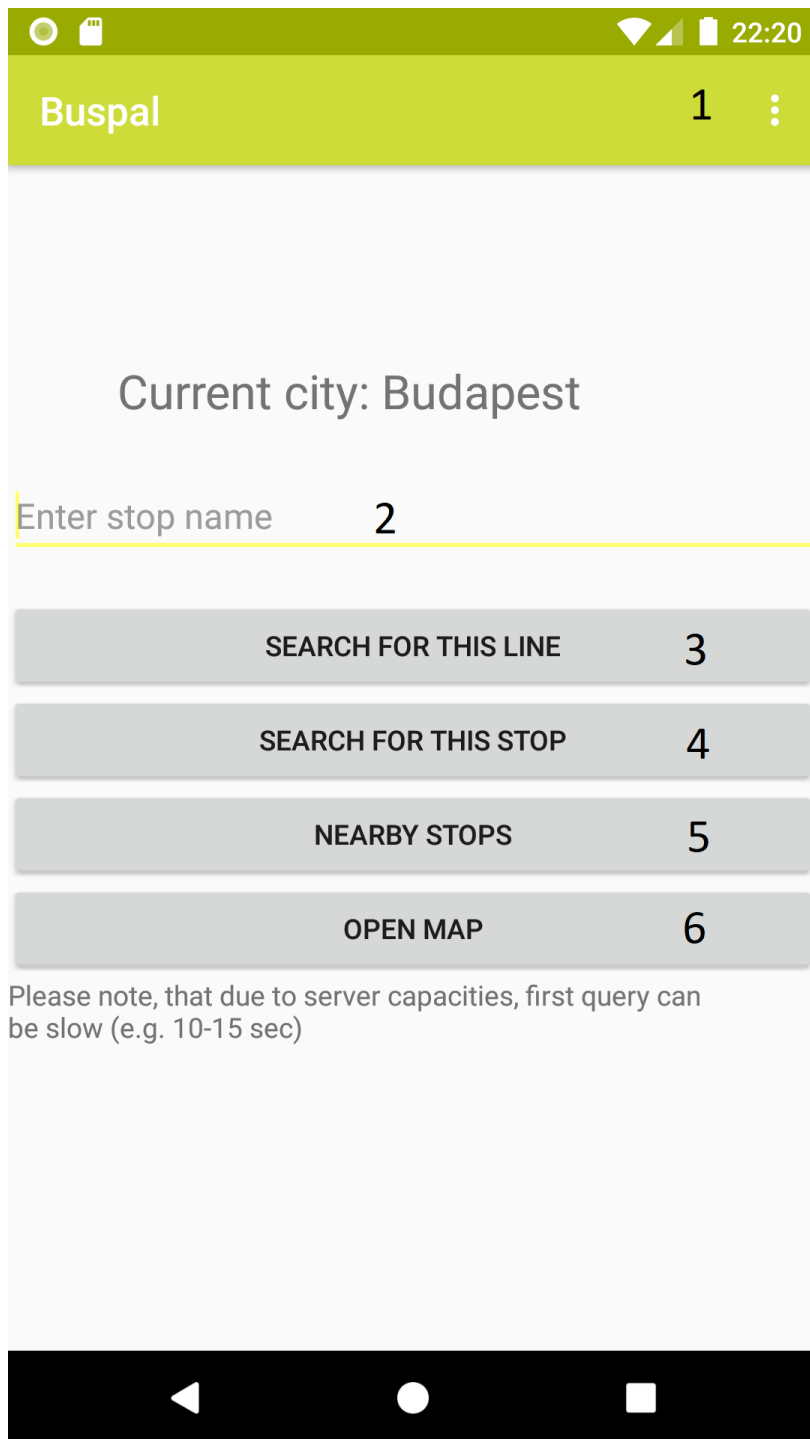 22:20
Buspal 1
Current city: Budapest
Enter stop name 2
SEARCH FOR THIS LINE 3
SEARCH FOR THIS STOP 4
NEARBY STOPS 5
OPEN MAP 6
Please note, that due to server capacities, first query can
be slow (e.g. 10-15 sec)